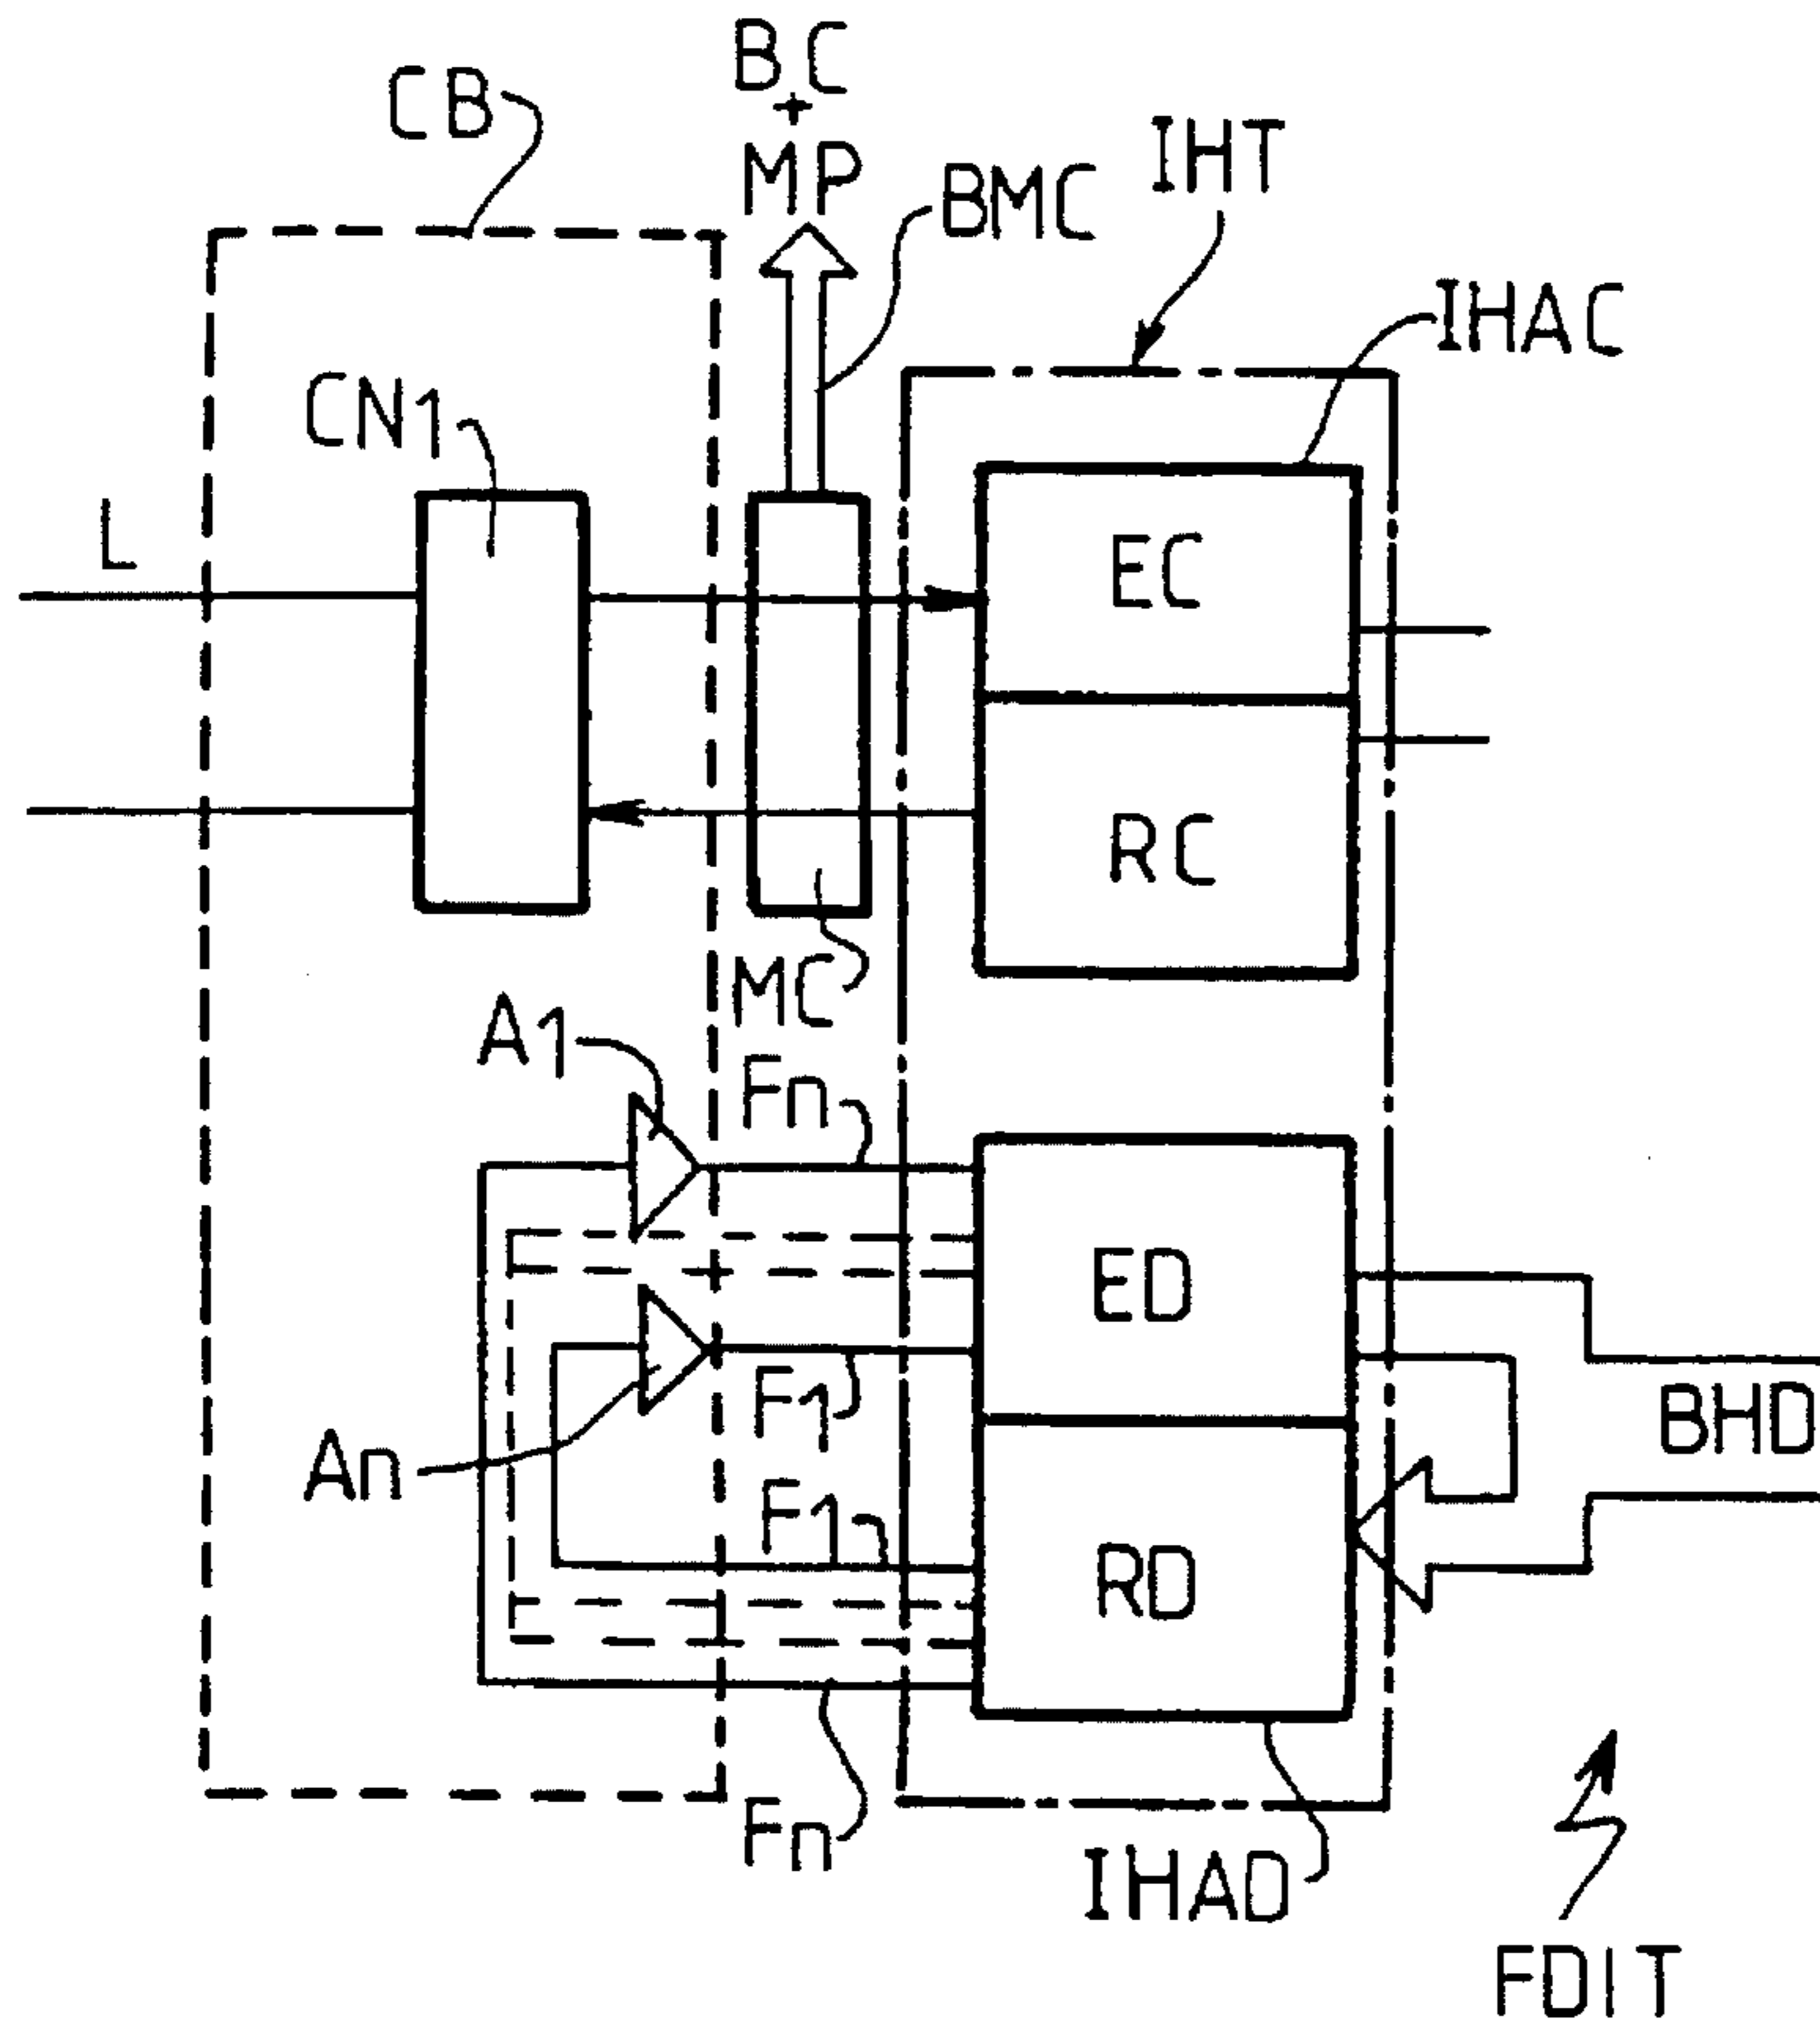 BC
+
MP
CB
BMC
IHT
IHAC
CN1
L
EC
RC
MC
A1
Fn
ED
F1
An
F1
BHD
RD
Fn
IHAD
FDIT